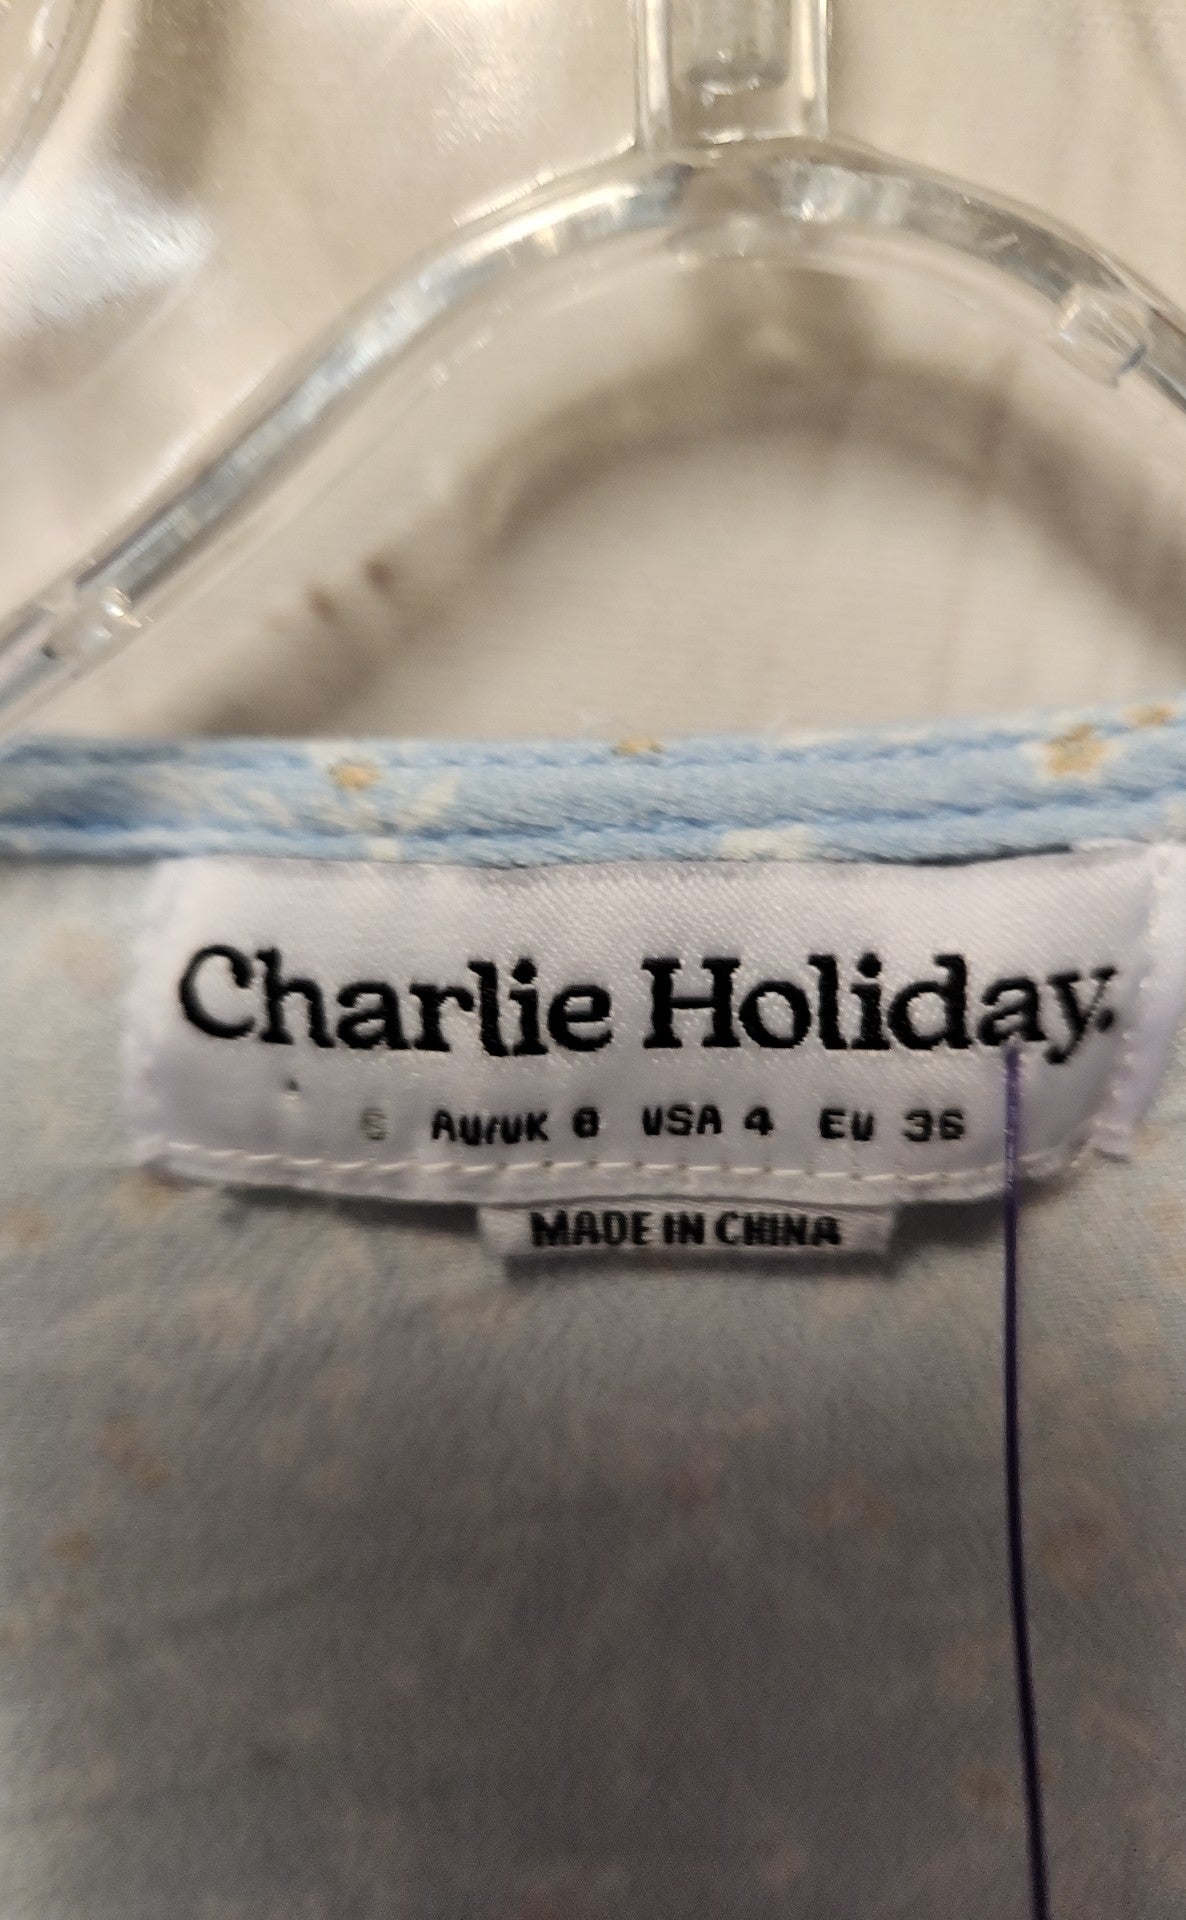 Charlie Holiday.
S AU/UK 8 USA 4 EU 36
MADE IN CHINA